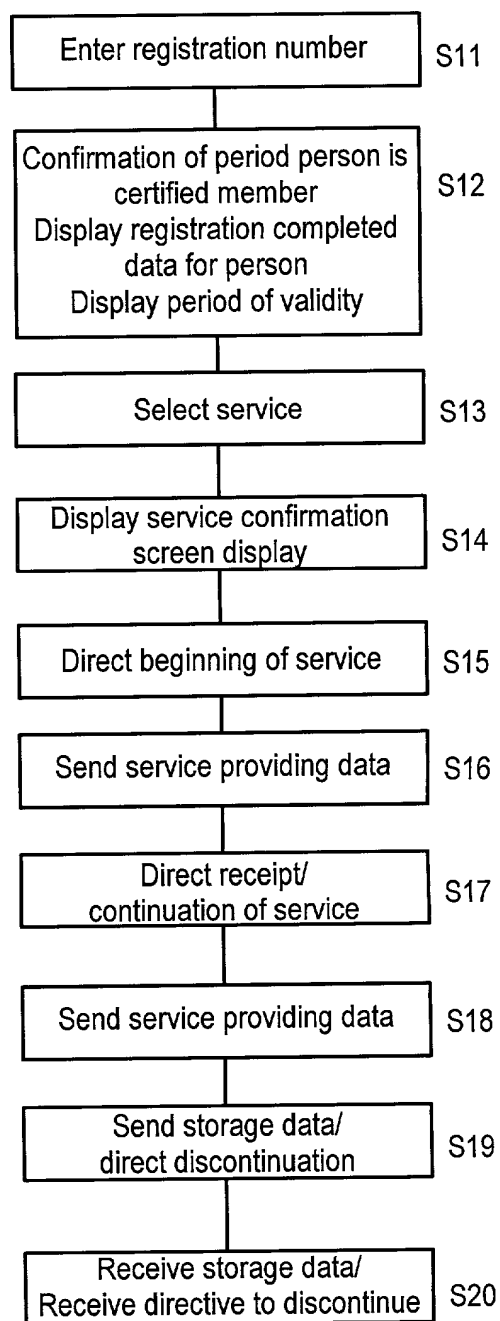 Enter registration number
S11
Confirmation of period person is
certified member
Display registration completed
data for person
Display period of validity
S12
Select service
S13
Display service confirmation
screen display
S14
Direct beginning of service
S15
Send service providing data
S16
Direct receipt/
continuation of service
S17
Send service providing data
S18
Send storage data/
direct discontinuation
S19
Receive storage data/
Receive directive to discontinue
S20